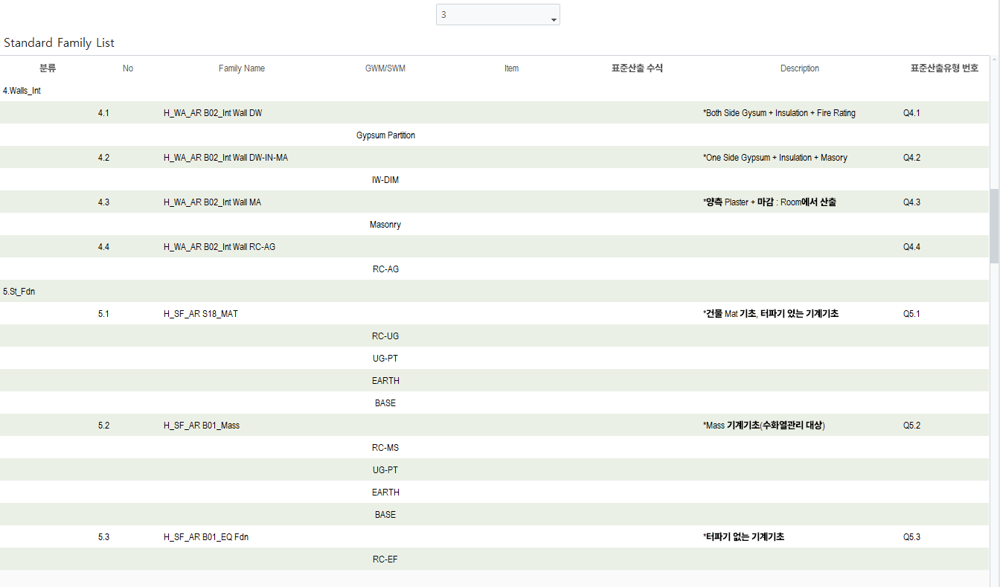 3
Standard Family List
분류 No Family Name GWM/SWM Item 표준산출 수식 Description 표준산출유형 번호
4.Walls_Int
4.1 H_WA_AR B02_Int Wall DW *Both Side Gysum + Insulation + Fire Rating Q4.1
Gypsum Partition
4.2 H_WA_AR B02_Int Wall DW-IN-MA *One Side Gypsum + Insulation + Masory Q4.2
IW-DIM
4.3 H_WA_AR B02_Int Wall MA *양측 Plaster + 마감 : Room에서 산출 Q4.3
Masonry
4.4 H_WA_AR B02_Int Wall RC-AG Q4.4
RC-AG
5.St_Fdn
5.1 H_SF_AR S18_MAT *건물 Mat 기초, 터파기 있는 기계기초 Q5.1
RC-UG
UG-PT
EARTH
BASE
5.2 H_SF_AR B01_Mass *Mass 기계기초(수화열관리 대상) Q5.2
RC-MS
UG-PT
EARTH
BASE
5.3 H_SF_AR B01_EQ Fdn *터파기 없는 기계기초 Q5.3
RC-EF